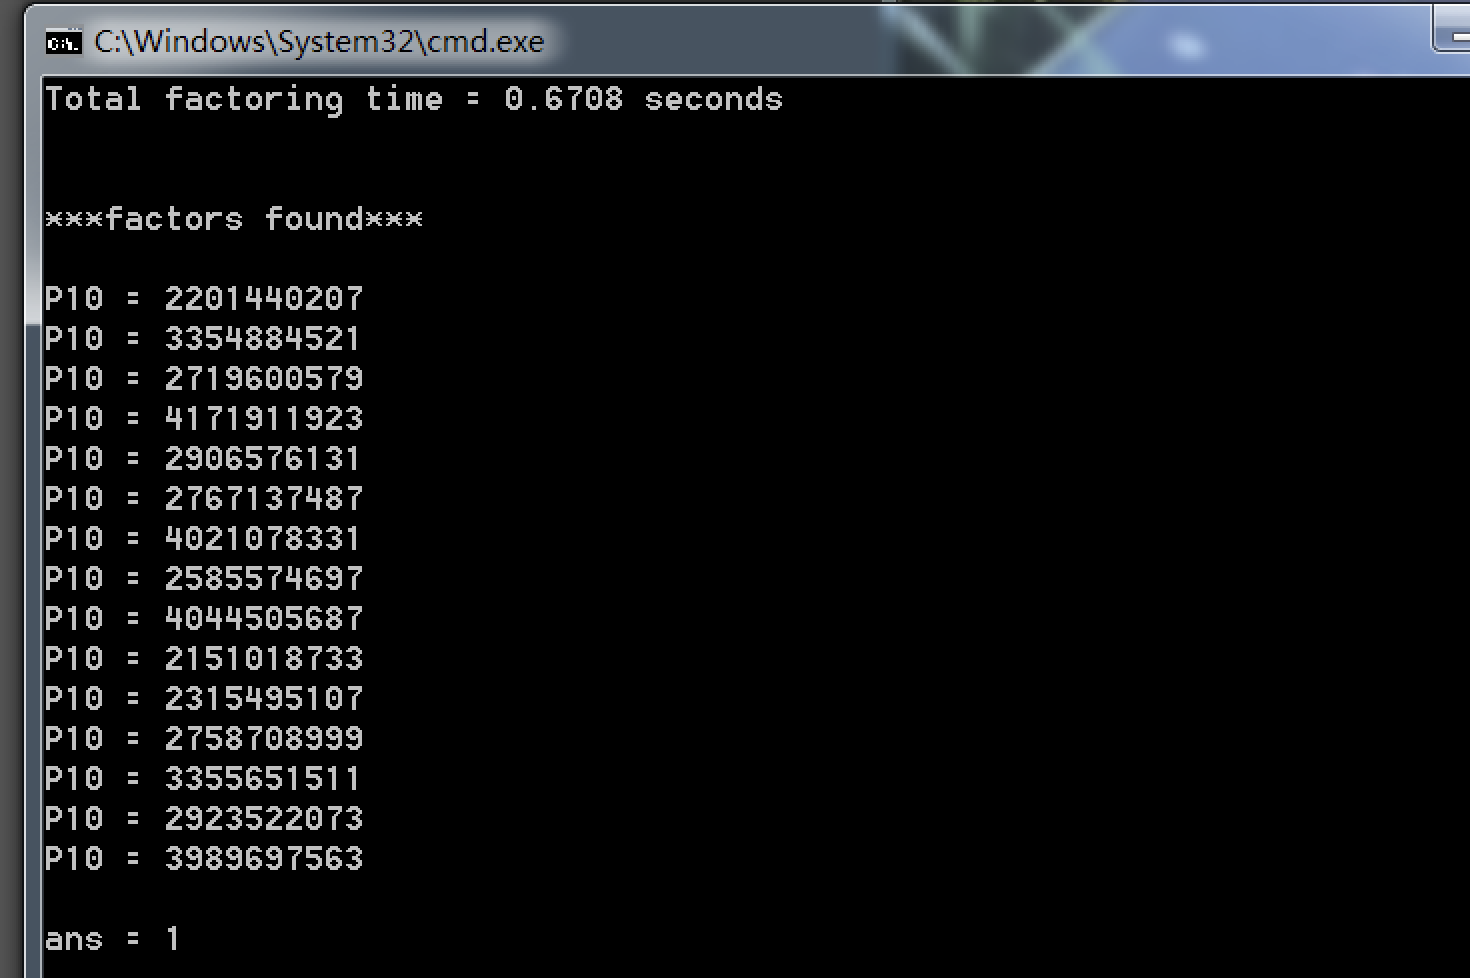 C:\Windows\System32\cmd.exe
Total factoring time = 0.6708 seconds
***factors found***
P10 = 2201440207
P10 = 3354884521
P10 = 2719600579
P10 = 4171911923
P10 = 2906576131
P10 = 2767137487
P10 = 4021078331
P10 = 2585574697
P10 = 4044505687
P10 = 2151018733
P10 = 2315495107
P10 = 2758708999
P10 = 3355651511
P10 = 2923522073
P10 = 3989697563
ans = 1